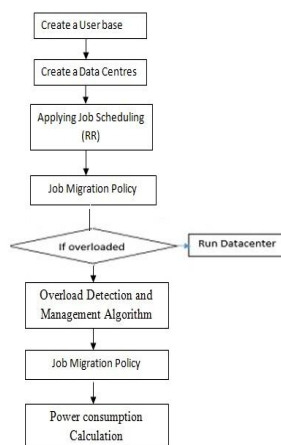 Create a User base
Create a Data Centres
Applying Job Scheduling
(RR)
Job Migration Policy
If overloaded
Run Datacenter
Overload Detection and
Management Algorithm
Job Migration Policy
Power consumption
Calculation